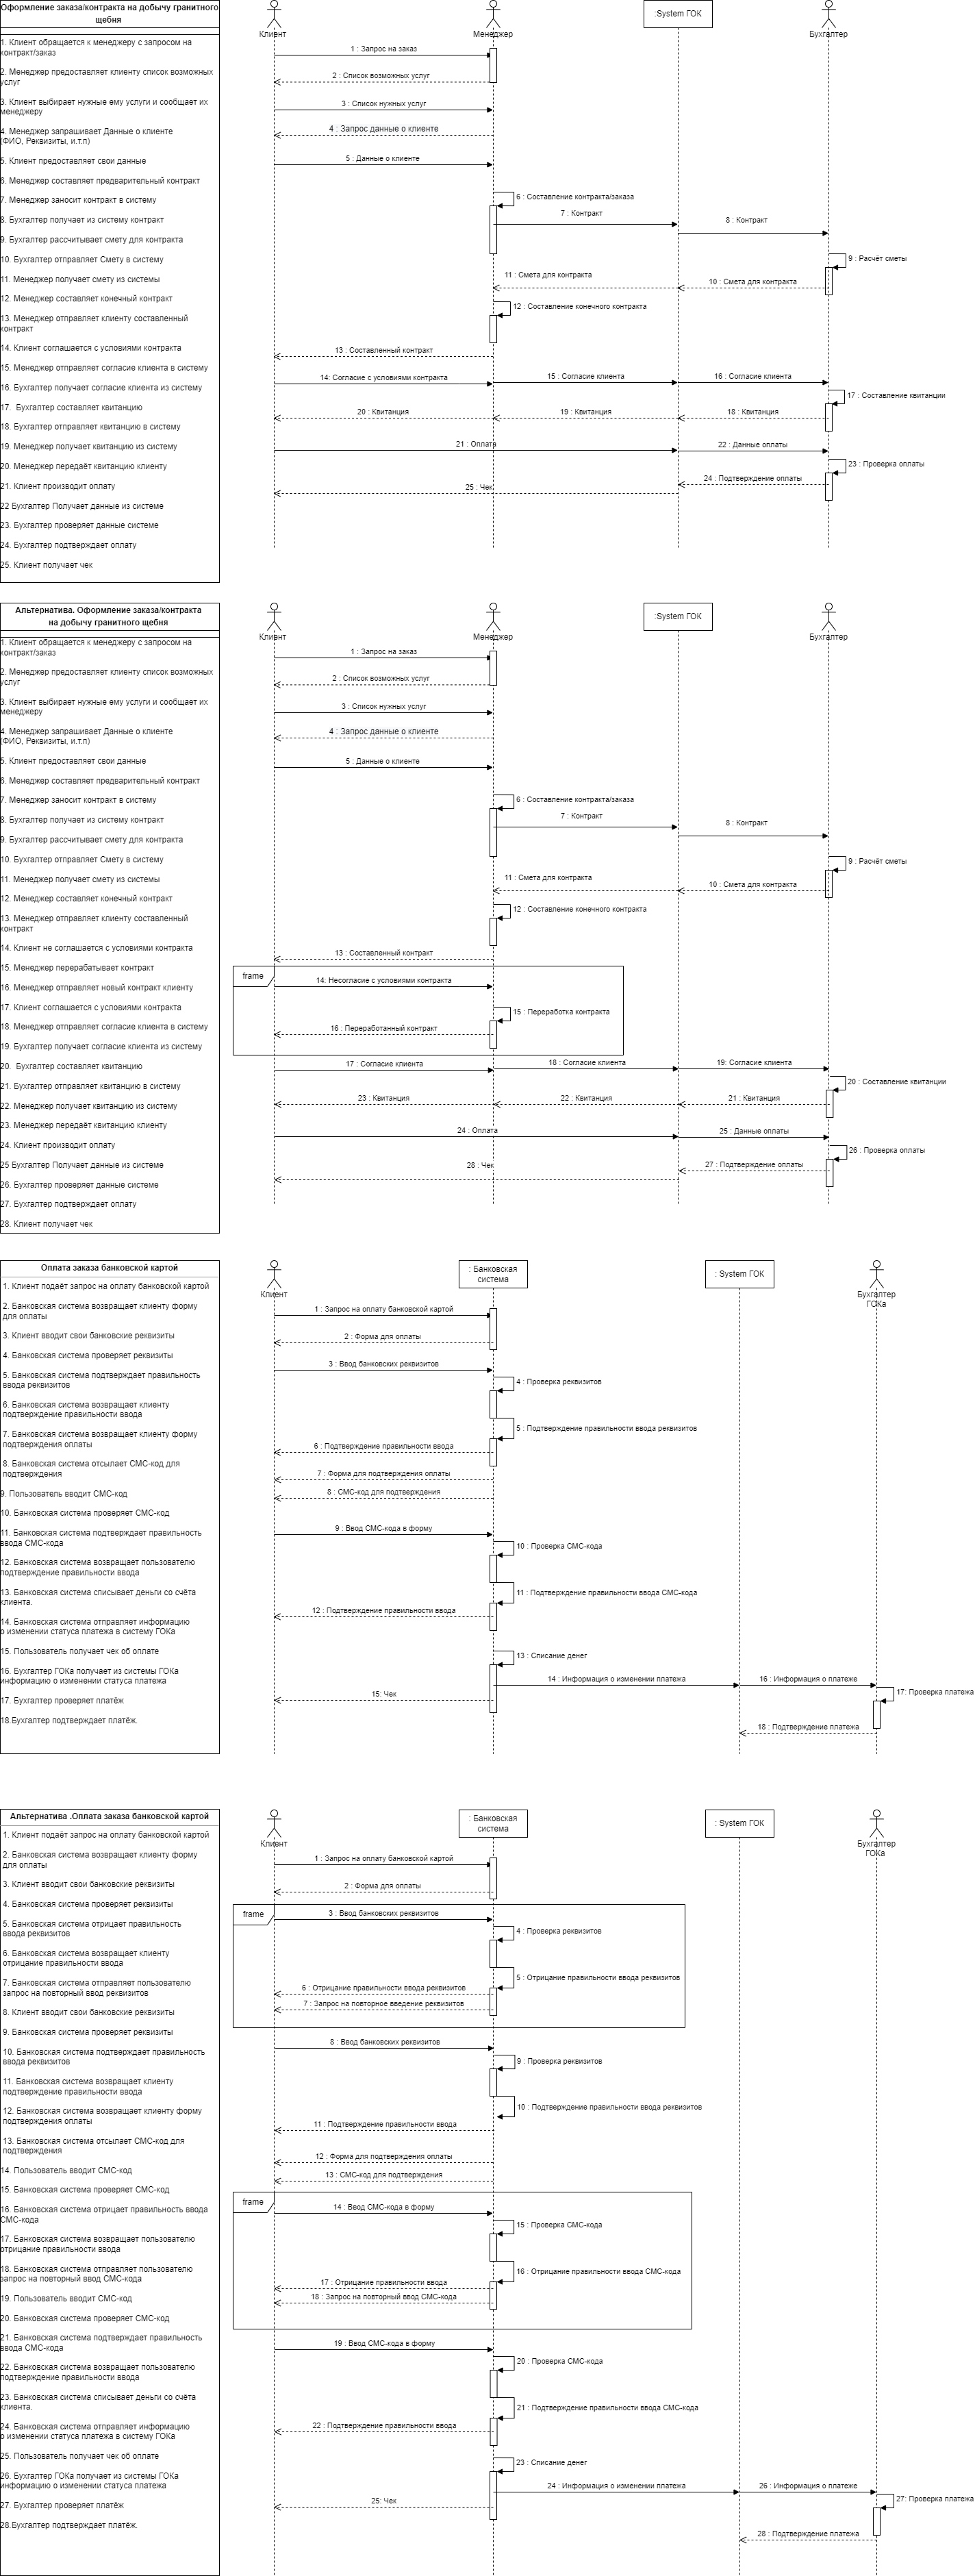 Оформление заказа/контракта на добычу гранитного
щебня
1. Клиент обращается к менеджеру с запросом на
контракт/заказ
2. Менеджер предоставляет клиенту список возможных
услуг
3. Клиент выбирает нужные ему услуги и сообщает их
менеджеру
4. Менеджер запрашивает Данные о клиенте
(ФИО, Реквизиты, и.т.п)
5. Клиент предоставляет свои данные
6. Менеджер составляет предварительный контракт
7. Менеджер заносит контракт в систему
8. Бухгалтер получает из систему контракт
9. Бухгалтер рассчитывает смету для контракта
10. Бухгалтер отправляет Смету в систему
11. Менеджер получает смету из системы
12. Менеджер составляет конечный контракт
13. Менеджер отправляет клиенту составленный
контракт
14. Клиент соглашается с условиями контракта
15. Менеджер отправляет согласие клиента в систему
16. Бухгалтер получает согласие клиента из систему
17. Бухгалтер составляет квитанцию
18. Бухгалтер отправляет квитанцию в систему
19. Менеджер получает квитанцию из систему
20. Менеджер передаёт квитанцию клиенту
21. Клиент производит оплату
22 Бухгалтер Получает данные из системе
23. Бухгалтер проверяет данные системе
24. Бухгалтер подтверждает оплату
25. Клиент получает чек
Клиент
Менеджер
:System ГОК
Бухгалтер
1 : Запрос на заказ
2 : Список возможных услуг
3 : Список нужных услуг
4 : Запрос данные о клиенте
5 : Данные о клиенте
6 : Составление контракта/заказа
7 : Контракт
8 : Контракт
9 : Расчёт сметы
10 : Смета для контракта
11 : Смета для контракта
12 : Составление конечного контракта
13 : Составленный контракт
14: Согласие с условиями контракта
15 : Согласие клиента
16 : Согласие клиента
17 : Составление квитанции
18 : Квитанция
19 : Квитанция
20 : Квитанция
21 : Оплата
22 : Данные оплаты
23 : Проверка оплаты
24 : Подтверждение оплаты
25 : Чек
Альтернатива. Оформление заказа/контракта
на добычу гранитного щебня
1. Клиент обращается к менеджеру с запросом на
контракт/заказ
2. Менеджер предоставляет клиенту список возможных
услуг
3. Клиент выбирает нужные ему услуги и сообщает их
менеджеру
4. Менеджер запрашивает Данные о клиенте
(ФИО, Реквизиты, и.т.п)
5. Клиент предоставляет свои данные
6. Менеджер составляет предварительный контракт
7. Менеджер заносит контракт в систему
8. Бухгалтер получает из систему контракт
9. Бухгалтер рассчитывает смету для контракта
10. Бухгалтер отправляет Смету в систему
11. Менеджер получает смету из системы
12. Менеджер составляет конечный контракт
13. Менеджер отправляет клиенту составленный
контракт
14. Клиент не соглашается с условиями контракта
15. Менеджер перерабатывает контракт
16. Менеджер отправляет новый контракт клиенту
17. Клиент соглашается с условиями контракта
18. Менеджер отправляет согласие клиента в систему
19. Бухгалтер получает согласие клиента из систему
20. Бухгалтер составляет квитанцию
21. Бухгалтер отправляет квитанцию в систему
22. Менеджер получает квитанцию из систему
23. Менеджер передаёт квитанцию клиенту
24. Клиент производит оплату
25 Бухгалтер Получает данные из системе
26. Бухгалтер проверяет данные системе
27. Бухгалтер подтверждает оплату
28. Клиент получает чек
Клиент
Менеджер
:System ГОК
Бухгалтер
1 : Запрос на заказ
2 : Список возможных услуг
3 : Список нужных услуг
4 : Запрос данные о клиенте
5 : Данные о клиенте
6 : Составление контракта/заказа
7 : Контракт
8 : Контракт
9 : Расчёт сметы
10 : Смета для контракта
11 : Смета для контракта
12 : Составление конечного контракта
13 : Составленный контракт
frame
14: Несогласие с условиями контракта
15 : Переработка контракта
16 : Переработанный контракт
17 : Согласие клиента
18 : Согласие клиента
19: Согласие клиента
20 : Составление квитанции
21 : Квитанция
22 : Квитанция
23 : Квитанция
24 : Оплата
25 : Данные оплаты
26 : Проверка оплаты
27 : Подтверждение оплаты
28 : Чек
Оплата заказа банковской картой
1. Клиент подаёт запрос на оплату банковской картой
2. Банковская система возвращает клиенту форму
для оплаты
3. Клиент вводит свои банковские реквизиты
4. Банковская система проверяет реквизиты
5. Банковская система подтверждает правильность
ввода реквизитов
6. Банковская система возвращает клиенту
подтверждение правильности ввода
7. Банковская система возвращает клиенту форму
подтверждения оплаты
8. Банковская система отсылает СМС-код для
подтверждения
9. Пользователь вводит СМС-код
10. Банковская система проверяет СМС-код
11. Банковская система подтверждает правильность
ввода СМС-кода
12. Банковская система возвращает пользователю
подтверждение правильности ввода
13. Банковская система списывает деньги со счёта
клиента.
14. Банковская система отправляет информацию
о изменении статуса платежа в систему ГОКа
15. Пользователь получает чек об оплате
16. Бухгалтер ГОКа получает из системы ГОКа
информацию о изменении статуса платежа
17. Бухгалтер проверяет платёж
18.Бухгалтер подтверждает платёж.
Клиент
: Банковская
система
: System ГОК
Бухгалтер
ГОКа
1 : Запрос на оплату банковской картой
2 : Форма для оплаты
3 : Ввод банковских реквизитов
4 : Проверка реквизитов
5 : Подтверждение правильности ввода реквизитов
6 : Подтверждение правильности ввода
7 : Форма для подтверждения оплаты
8 : СМС-код для подтверждения
9 : Ввод СМС-кода в форму
10 : Проверка СМС-кода
11 : Подтверждение правильности ввода СМС-кода
12 : Подтверждение правильности ввода
13 : Списание денег
14 : Информация о изменении платежа
16 : Информация о платеже
15: Чек
17: Проверка платежа
18 : Подтверждение платежа
Альтернатива .Оплата заказа банковской картой
1. Клиент подаёт запрос на оплату банковской картой
2. Банковская система возвращает клиенту форму
для оплаты
3. Клиент вводит свои банковские реквизиты
4. Банковская система проверяет реквизиты
5. Банковская система отрицает правильность
ввода реквизитов
6. Банковская система возвращает клиенту
отрицание правильности ввода
7. Банковская система отправляет пользователю
запрос на повторный ввод реквизитов
8. Клиент вводит свои банковские реквизиты
9. Банковская система проверяет реквизиты
10. Банковская система подтверждает правильность
ввода реквизитов
11. Банковская система возвращает клиенту
подтверждение правильности ввода
12. Банковская система возвращает клиенту форму
подтверждения оплаты
13. Банковская система отсылает СМС-код для
подтверждения
14. Пользователь вводит СМС-код
15. Банковская система проверяет СМС-код
16. Банковская система отрицает правильность ввода
СМС-кода
17. Банковская система возвращает пользователю
отрицание правильности ввода
18. Банковская система отправляет пользователю
запрос на повторный ввод СМС-кода
19. Пользователь вводит СМС-код
20. Банковская система проверяет СМС-код
21. Банковская система подтверждает правильность
ввода СМС-кода
22. Банковская система возвращает пользователю
подтверждение правильности ввода
23. Банковская система списывает деньги со счёта
клиента.
24. Банковская система отправляет информацию
о изменении статуса платежа в систему ГОКа
25. Пользователь получает чек об оплате
26. Бухгалтер ГОКа получает из системы ГОКа
информацию о изменении статуса платежа
27. Бухгалтер проверяет платёж
28.Бухгалтер подтверждает платёж.
Клиент
: Банковская
система
: System ГОК
Бухгалтер
ГОКа
1 : Запрос на оплату банковской картой
2 : Форма для оплаты
frame
3 : Ввод банковских реквизитов
4 : Проверка реквизитов
5 : Отрицание правильности ввода реквизитов
6 : Отрицание правильности ввода реквизитов
7 : Запрос на повторное введение реквизитов
8 : Ввод банковских реквизитов
9 : Проверка реквизитов
10 : Подтверждение правильности ввода реквизитов
11 : Подтверждение правильности ввода
12 : Форма для подтверждения оплаты
13 : СМС-код для подтверждения
frame
14 : Ввод СМС-кода в форму
15 : Проверка СМС-кода
16 : Отрицание правильности ввода СМС-кода
17 : Отрицание правильности ввода
18 : Запрос на повторный ввод СМС-кода
19 : Ввод СМС-кода в форму
20 : Проверка СМС-кода
21 : Подтверждение правильности ввода СМС-кода
22 : Подтверждение правильности ввода
23 : Списание денег
24 : Информация о изменении платежа
26 : Информация о платеже
25: Чек
27: Проверка платежа
28 : Подтверждение платежа